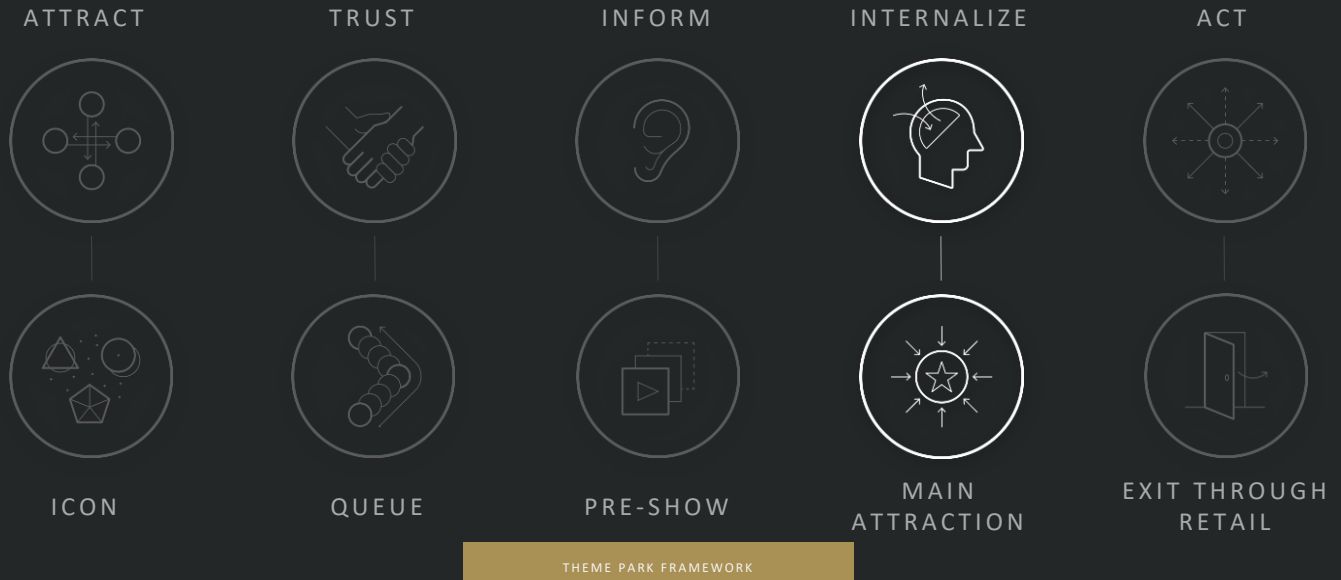 ATTRACT
TRUST
INFORM
INTERNALIZE
ACT
ICON
QUEUE
PRE-SHOW
MAIN
ATTRACTION
EXIT THROUGH
RETAIL
THEME PARK FRAMEWORK